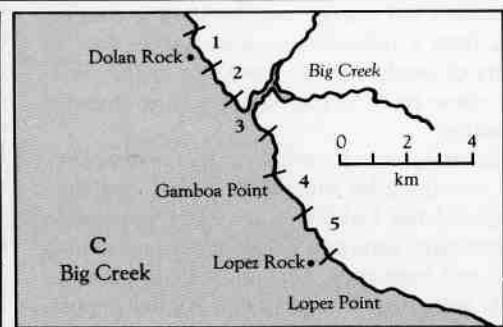 1
Dolan Rock
2
Big Creek
3
0 2 4
km
4
Gamboa Point
5
C
Big Creek
Lopez Rock
Lopez Point